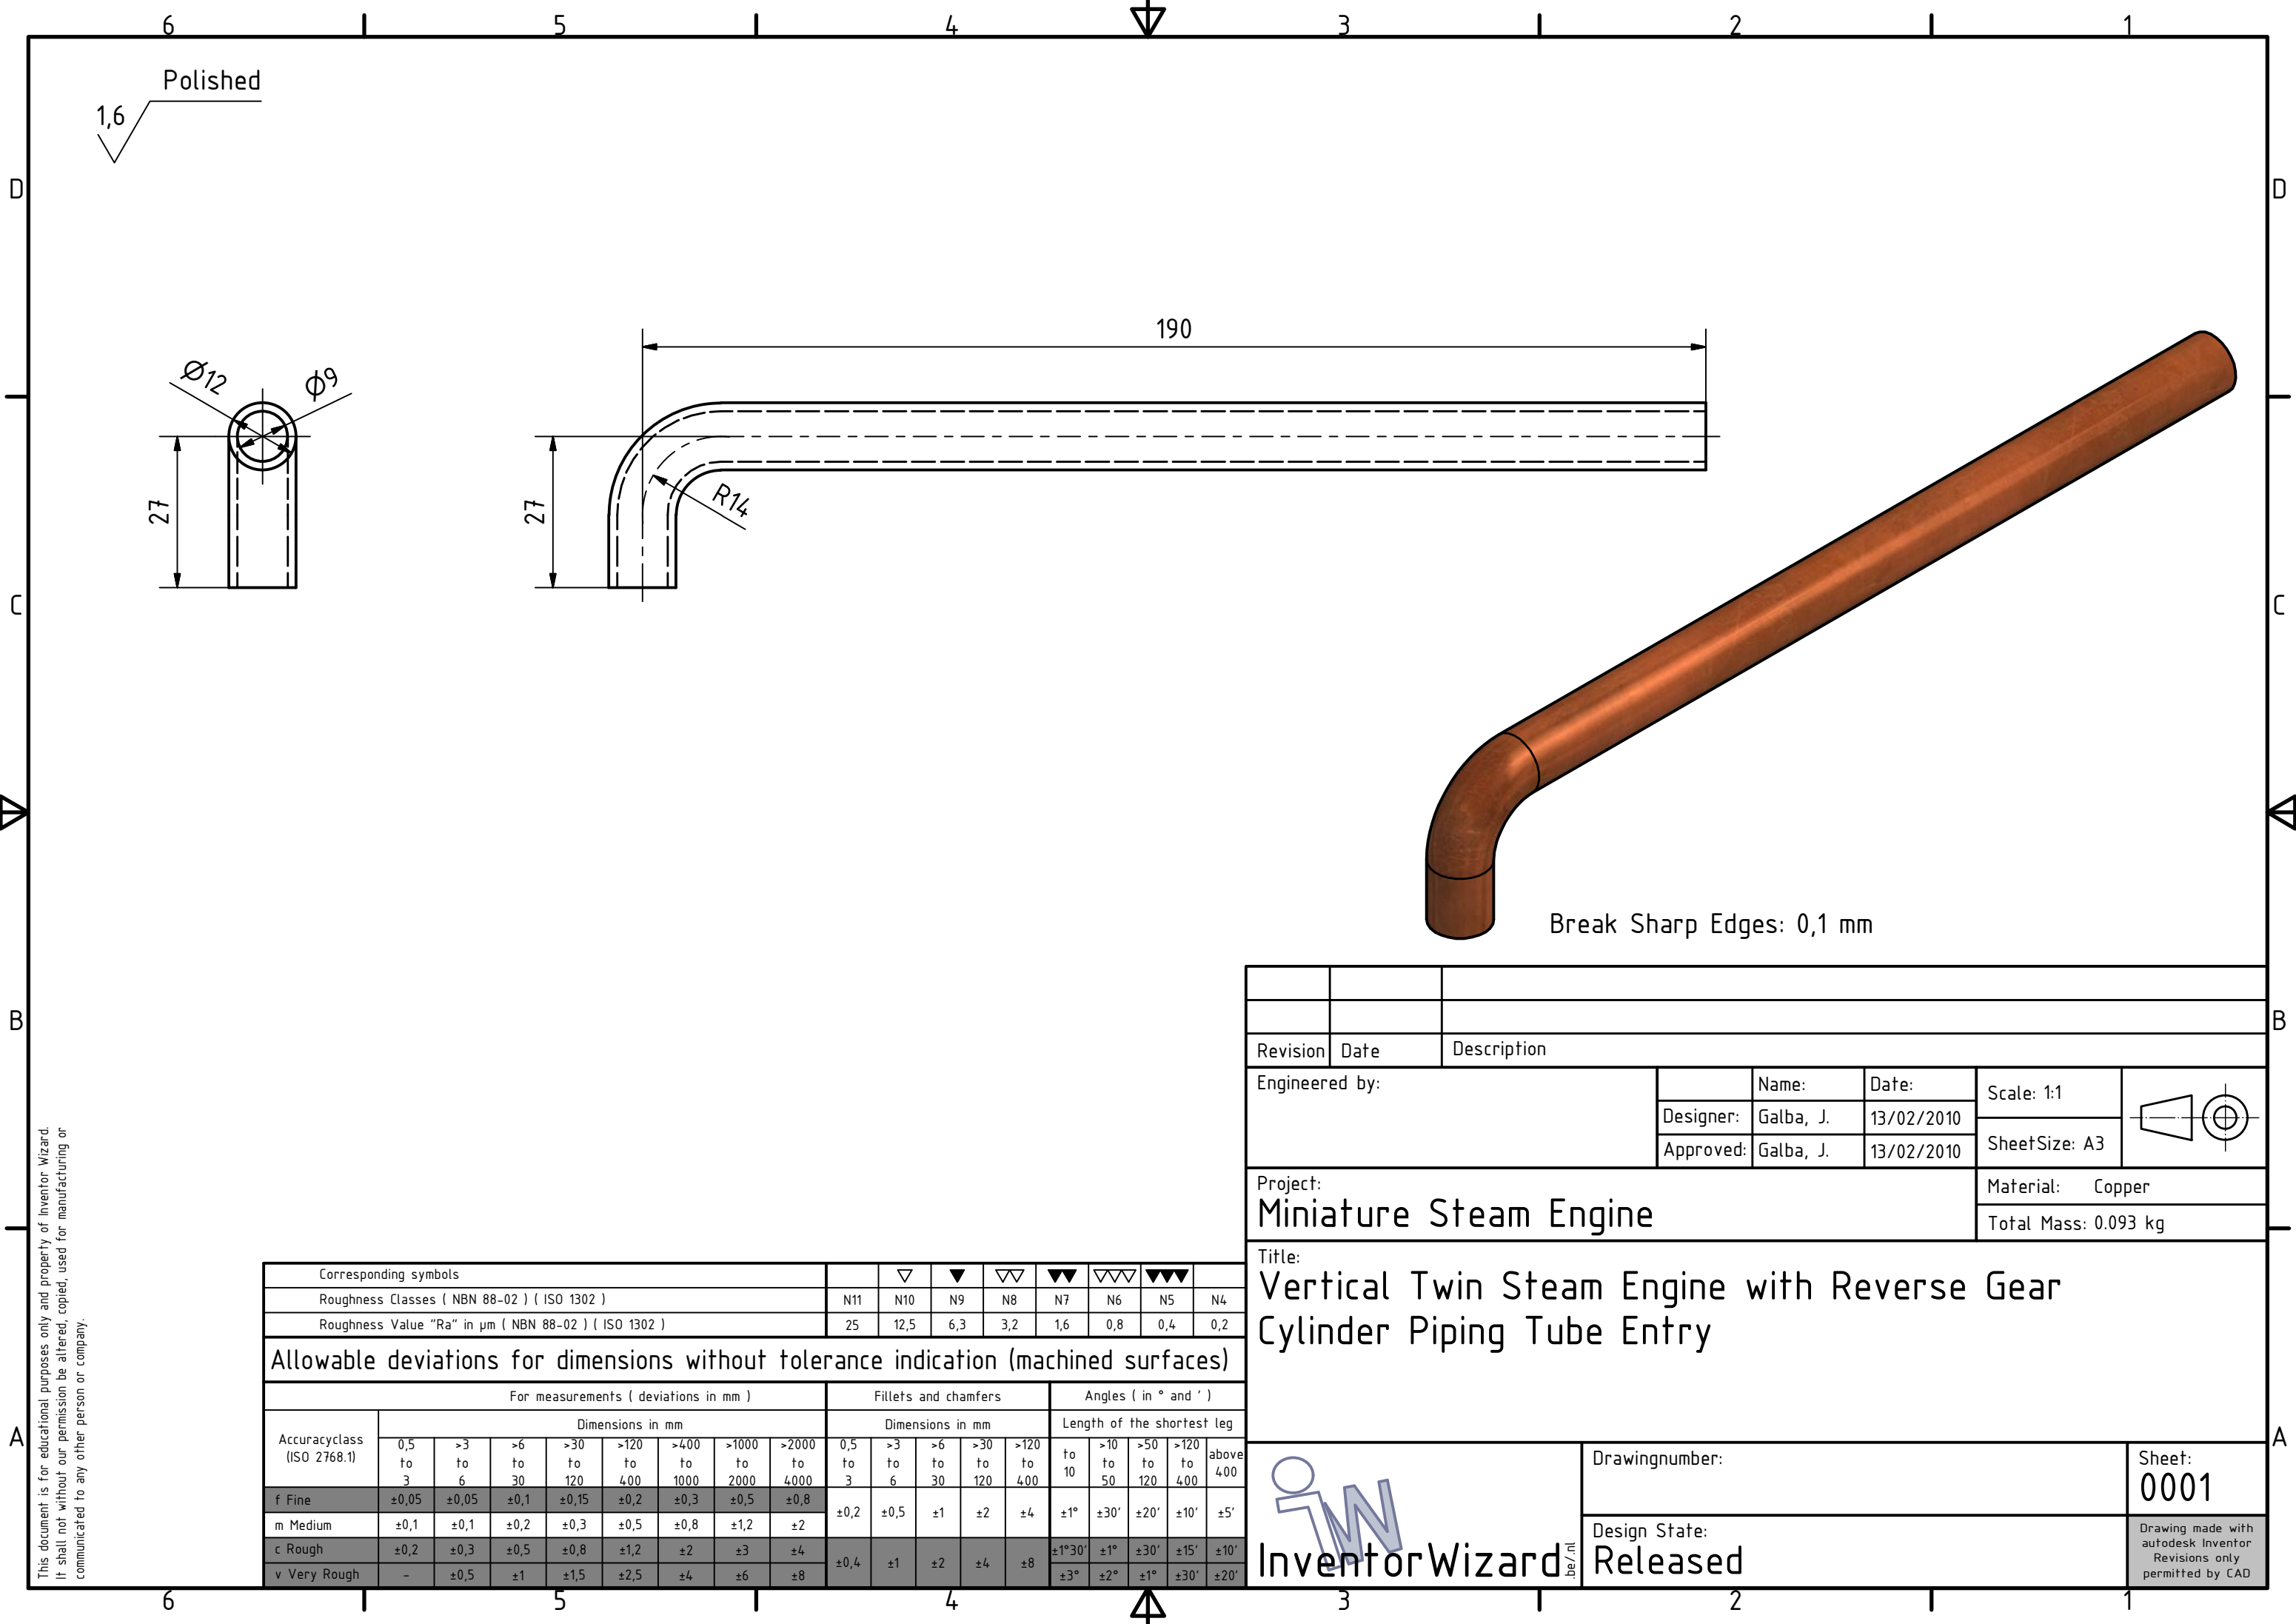 6 5 4 3 2 1
Polished
1,6
D D
190
Ø12 Ø9
27 27 R14
C C
Break Sharp Edges: 0,1 mm
B B
Revision Date Description
Engineered by:
Name: Date:
Designer: Galba, J. 13/02/2010
Approved: Galba, J. 13/02/2010
Scale: 1:1
SheetSize: A3
Project:
Miniature Steam Engine
Material: Copper
Total Mass: 0.093 kg
Title:
Vertical Twin Steam Engine with Reverse Gear
Cylinder Piping Tube Entry
This document is for educational purposes only and property of Inventor Wizard.
It shall not without our permission be altered, copied, used for manufacturing or
communicated to any other person or company.
Corresponding symbols
Roughness Classes ( NBN 88-02 ) ( ISO 1302 ) N11 N10 N9 N8 N7 N6 N5 N4
Roughness Value "Ra" in µm ( NBN 88-02 ) ( ISO 1302 ) 25 12,5 6,3 3,2 1,6 0,8 0,4 0,2
Allowable deviations for dimensions without tolerance indication (machined surfaces)
For measurements ( deviations in mm ) Fillets and chamfers Angles ( in ° and ' )
Accuracyclass
(ISO 2768.1)
Dimensions in mm Dimensions in mm Length of the shortest leg
0,5 >3 >6 >30 >120 >400 >1000 >2000 0,5 >3 >6 >30 >120 to >10 >50 >120 above
to to to to to to to to to to to to to 10 to to to 400
3 6 30 120 400 1000 2000 4000 3 6 30 120 400 50 120 400
f Fine ±0,05 ±0,05 ±0,1 ±0,15 ±0,2 ±0,3 ±0,5 ±0,8
±0,2 ±0,5 ±1 ±2 ±4 ±1° ±30' ±20' ±10' ±5'
m Medium ±0,1 ±0,1 ±0,2 ±0,3 ±0,5 ±0,8 ±1,2 ±2
c Rough ±0,2 ±0,3 ±0,5 ±0,8 ±1,2 ±2 ±3 ±4 ±1°30' ±1° ±30' ±15' ±10'
±0,4 ±1 ±2 ±4 ±8
v Very Rough - ±0,5 ±1 ±1,5 ±2,5 ±4 ±6 ±8 ±3° ±2° ±1° ±30' ±20'
A A
iW
InventorWizard .be/.nl
Drawingnumber:
Sheet:
0001
Design State:
Released
Drawing made with
autodesk Inventor
Revisions only
permitted by CAD
6 5 4 3 2 1